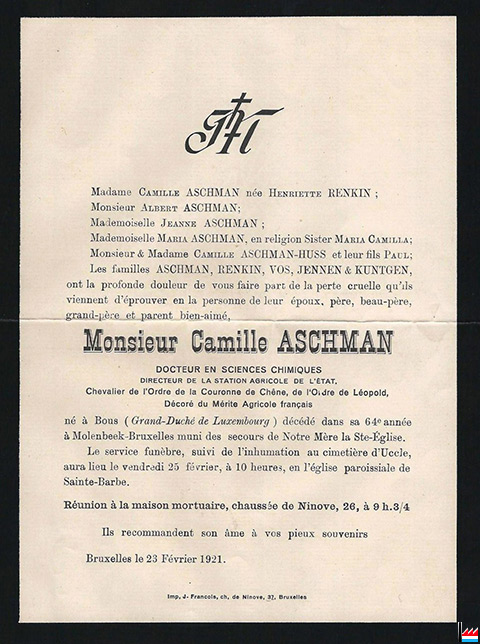 Madame CAMILLE ASCHMAN née HENRIETTE RENKIN ;
Monsieur ALBERT ASCHMAN;
Mademoiselle JEANNE ASCHMAN ;
Mademoiselle MARIA ASCHMAN, en religion Sister MARIA CAMILLA;
Monsieur & Madame CAMILLE ASCHMAN-HUSS et leur fils PAUL;
Les familles ASCHMAN, RENKIN, VOS, JENNEN & KUNTGEN,
ont la profonde douleur de vous faire part de la perte cruelle qu'ils
viennent d'éprouver en la personne de leur époux, père, beau-père,
grand-père et parent bien-aimé,
Monsieur Camille ASCHMAN
DOCTEUR EN SCIENCES CHIMIQUES
DIRECTEUR DE LA STATION AGRICOLE DE L'ÉTAT,
Chevalier de l'Ordre de la Couronne de Chêne, de l'Ordre de Léopold,
Décoré du Mérite Agricole français
né à Bous (Grand-Duché de Luxembourg) décédé dans sa 64e année
à Molenbeek-Bruxelles muni des secours de Notre Mère la Ste-Église.
Le service funèbre, suivi de l'inhumation au cimetière d'Uccle,
aura lieu le vendredi 25 février, à 10 heures, en l'église paroissiale de
Sainte-Barbe.
Réunion à la maison mortuaire, chaussée de Ninove, 26, à 9 h.3/4
Ils recommandent son âme à vos pieux souvenirs
Bruxelles le 23 Février 1921.
Imp, J- Francois, ch, de Ninove, 37, Bruxelles